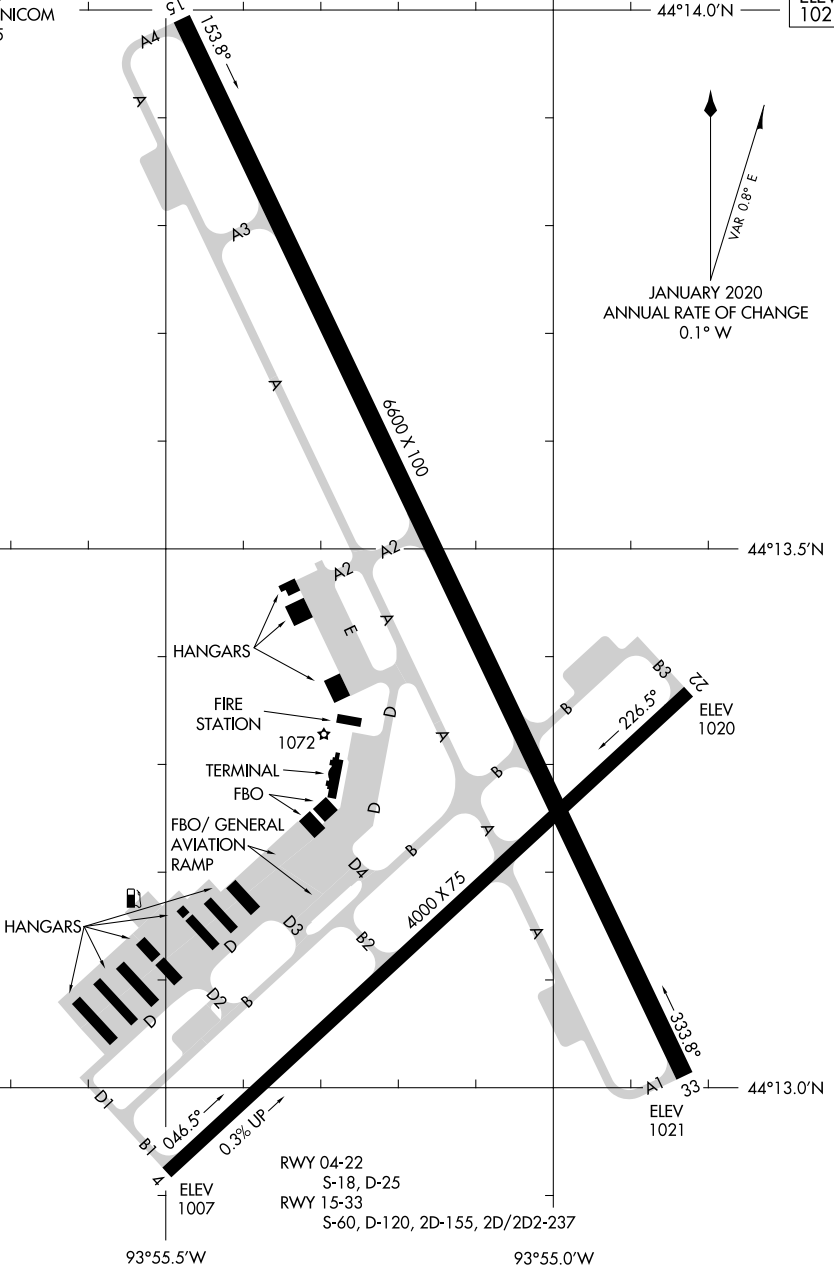 NICOM
44°14.0'N
ELEV
102
15
A4
153.8°
A
VAR 0.8° E
A3
JANUARY 2020
ANNUAL RATE OF CHANGE
0.1° W
A
6600 X 100
A2
44°13.5'N
A2
A
E
HANGARS
B3
22
D
B
226.5°
FIRE
STATION
ELEV
1020
1072
A
TERMINAL
B
FBO
D
FBO/ GENERAL
AVIATION
RAMP
A
B
D4
4000 X 75
HANGARS
D3
B2
A
D
D2
B
D
333.8°
D1
A1
33
44°13.0'N
ELEV
1021
046.5°
0.3% UP
B1
4
ELEV
1007
RWY 04-22
S-18, D-25
RWY 15-33
S-60, D-120, 2D-155, 2D/2D2-237
93°55.5'W
93°55.0'W